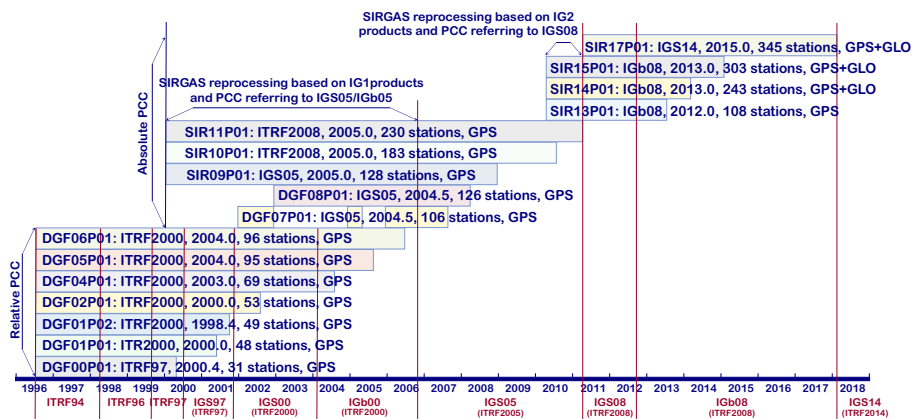 SIRGAS reprocessing based on IG2
products and PCC referring to IGS08
SIR17P01: IGS14, 2015.0, 345 stations, GPS+GLO
SIR15P01: IGb08, 2013.0, 303 stations, GPS+GLO
SIR14P01: IGb08, 2013.0, 243 stations, GPS+GLO
SIR13P01: IGb08, 2012.0, 108 stations, GPS
Absolute PCC
SIRGAS reprocessing based on IG1products
and PCC referring to IGS05/IGb05
SIR11P01: ITRF2008, 2005.0, 230 stations, GPS
SIR10P01: ITRF2008, 2005.0, 183 stations, GPS
SIR09P01: IGS05, 2005.0, 128 stations, GPS
DGF08P01: IGS05, 2004.5, 126 stations, GPS
DGF07P01: IGS05, 2004.5, 106 stations, GPS
Relative PCC
DGF06P01: ITRF2000, 2004.0, 96 stations, GPS
DGF05P01: ITRF2000, 2004.0, 95 stations, GPS
DGF04P01: ITRF2000, 2003.0, 69 stations, GPS
DGF02P01: ITRF2000, 2000.0, 53 stations, GPS
DGF01P02: ITRF2000, 1998.4, 49 stations, GPS
DGF01P01: ITR2000, 2000.0, 48 stations, GPS
DGF00P01: ITRF97, 2000.4, 31 stations, GPS
1996 1997 1998 1999 2000 2001 2002 2003 2004 2005 2006 2007 2008 2009 2010 2011 2012 2013 2014 2015 2016 2017 2018
ITRF94 ITRF96 ITRF97 IGS97 IGS00 IGb00 IGS05 IGS08 IGb08 IGS14
(ITRF97) (ITRF2000) (ITRF2000) (ITRF2005) (ITRF2008) (ITRF2008) (ITRF2014)